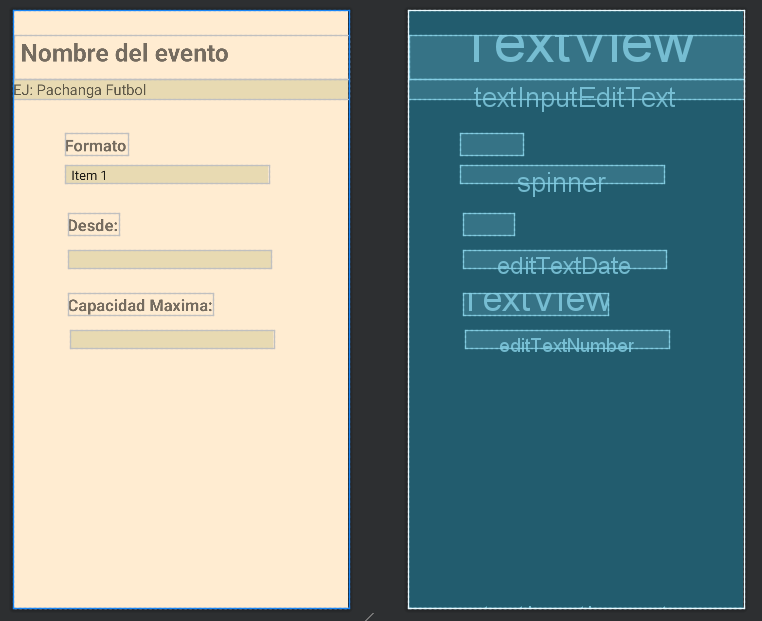 Nombre del evento
EJ: Pachanga Futbol
Formato
Item 1
Desde:
Capacidad Maxima:
TextView
textInputEditText
spinner
editTextDate
TextView
editTextNumber